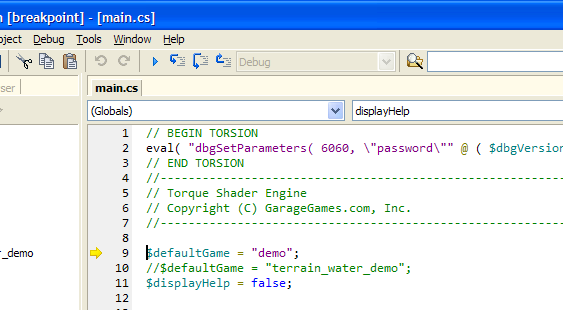 [breakpoint] - [main.cs]
Debug Tools Window Help
Debug
main.cs
(Globals) displayHelp
1 // BEGIN TORSION
2 eval( "dbgSetParameters( 6060, \"password\"" @ ( $dbgVersion
3 // END TORSION
4 //-----------------------------------------------------------
5 // Torque Shader Engine
6 // Copyright (C) GarageGames.com, Inc.
7 //-----------------------------------------------------------
8
_demo 9 $defaultGame = "demo";
10 //$defaultGame = "terrain_water_demo";
11 $displayHelp = false;
12